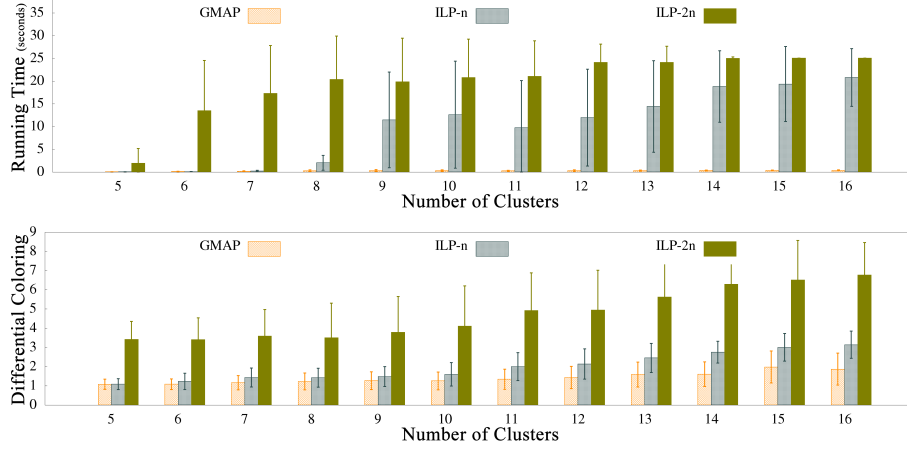 35
GMAP
ILP-n
ILP-2n
30
25
20
15
10
5
0
Running Time (seconds)
5 6 7 8 9 10 11 12 13 14 15 16
Number of Clusters
9
GMAP
ILP-n
ILP-2n
8
7
6
5
4
3
2
1
0
Differential Coloring
5 6 7 8 9 10 11 12 13 14 15 16
Number of Clusters